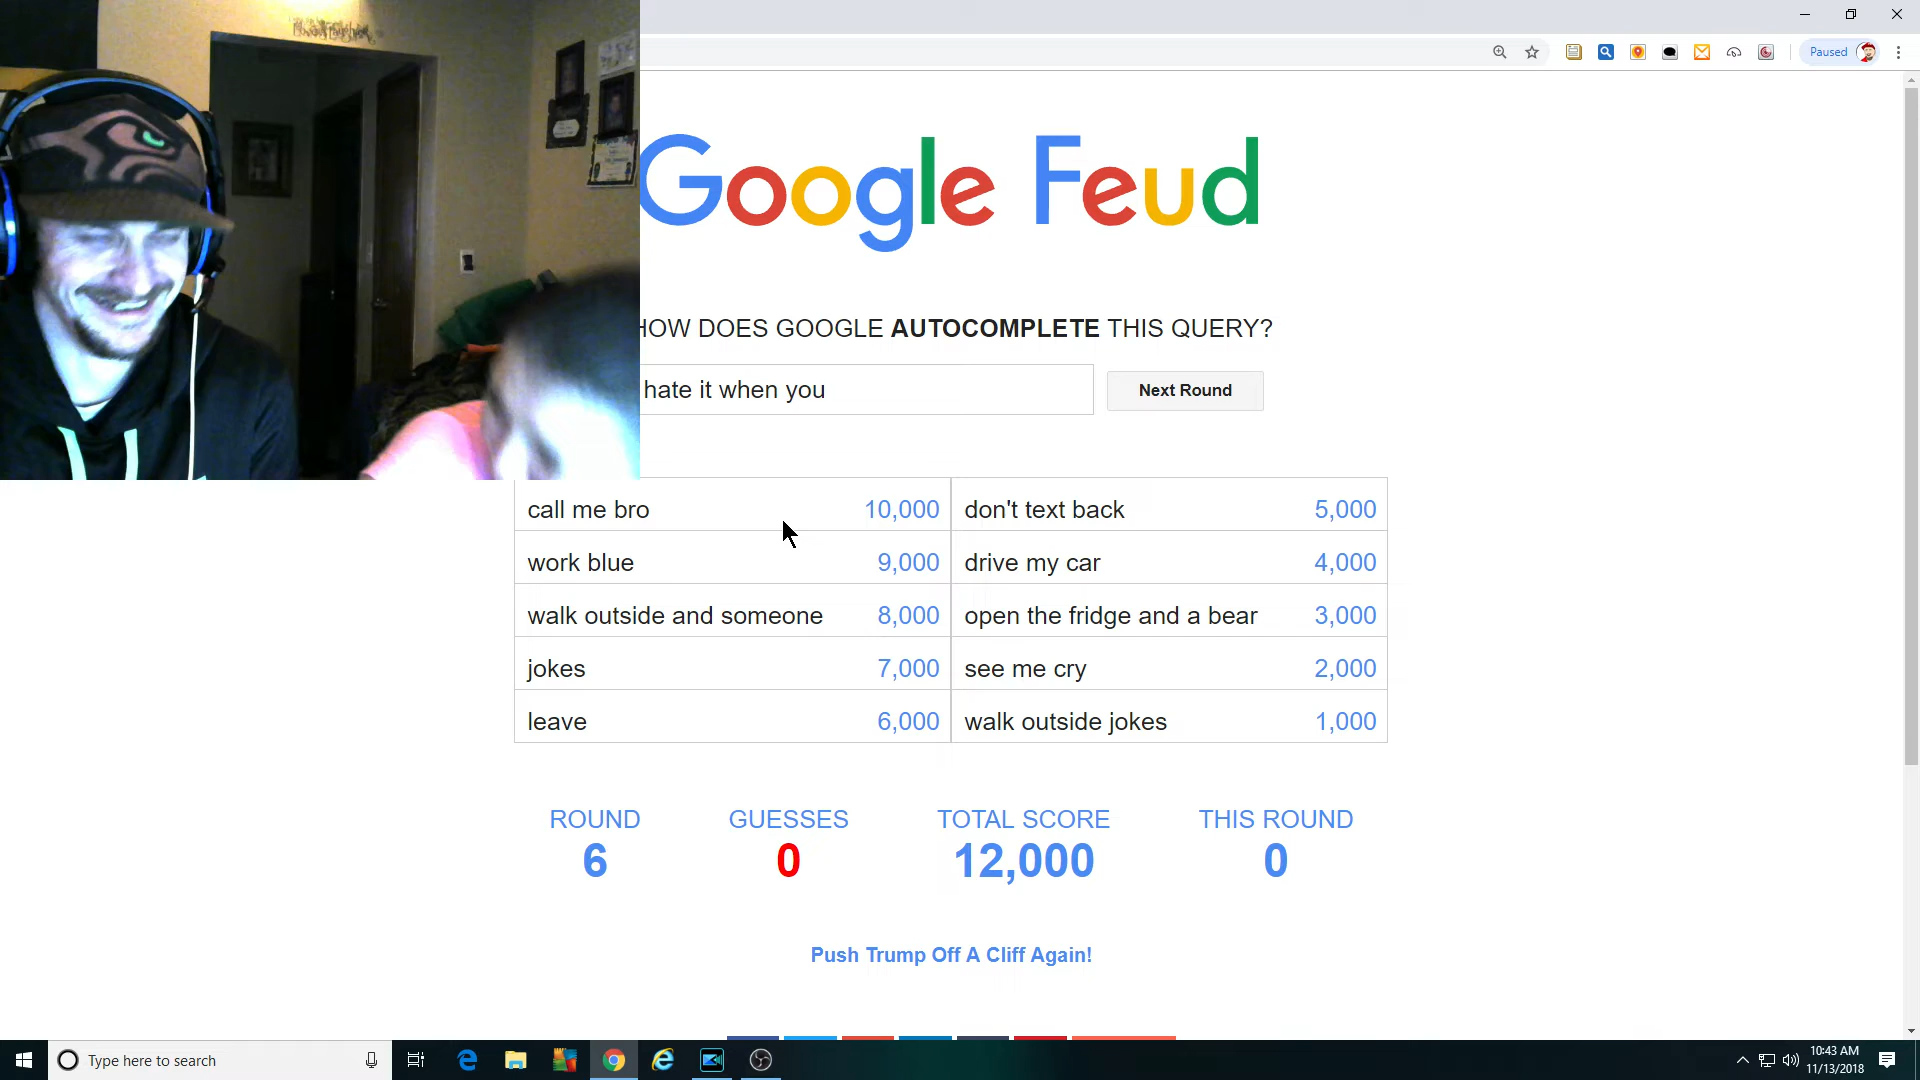 Paused
Google Feud
HOW DOES GOOGLE AUTOCOMPLETE THIS QUERY?
hate it when you
Next Round
call me bro 10,000
don't text back 5,000
work blue 9,000
drive my car 4,000
walk outside and someone 8,000
open the fridge and a bear 3,000
jokes 7,000
see me cry 2,000
leave 6,000
walk outside jokes 1,000
ROUND GUESSES TOTAL SCORE THIS ROUND
6 0 12,000 0
Push Trump Off A Cliff Again!
Type here to search
10:43 AM
11/13/2018